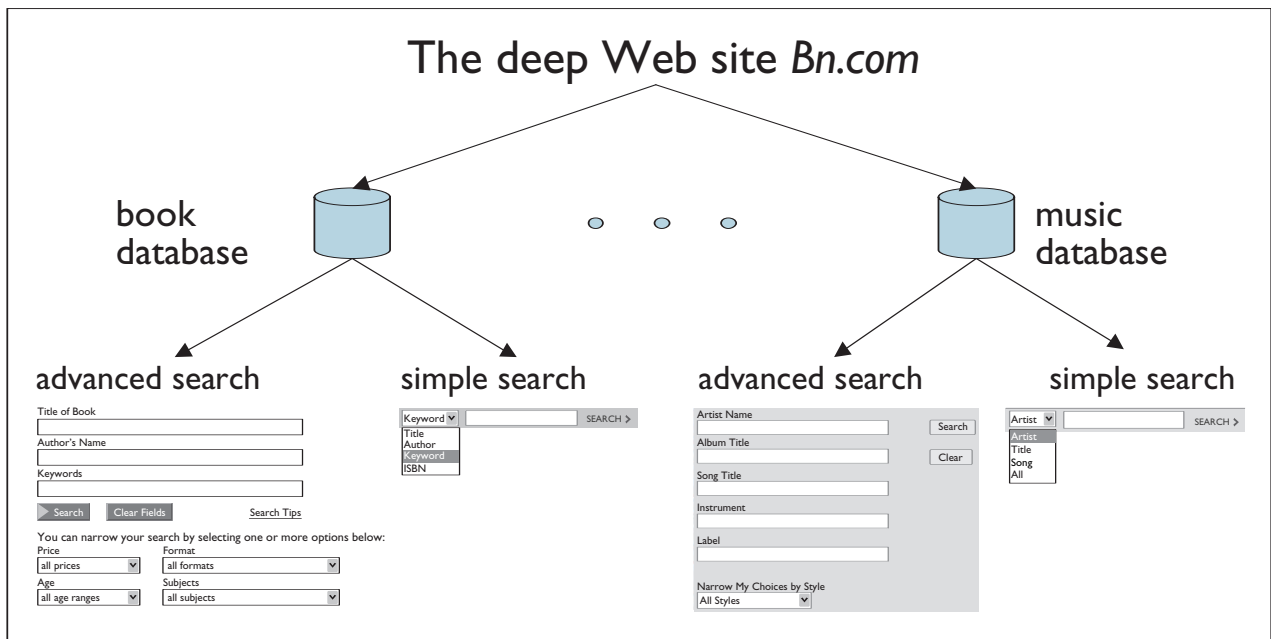 The deep Web site Bn.com
book
database
music
database
advanced search
Title of Book
Author's Name
Keywords
Search Clear Fields Search Tips
You can narrow your search by selecting one or more options below:
Price Format
all prices all formats
Age Subjects
all age ranges all subjects
simple search
Keyword SEARCH >
Title
Author
Keyword
ISBN
advanced search
Artist Name
Search
Album Title
Clear
Song Title
Instrument
Label
Narrow My Choices by Style
All Styles
simple search
Artist SEARCH >
Artist
Title
Song
All